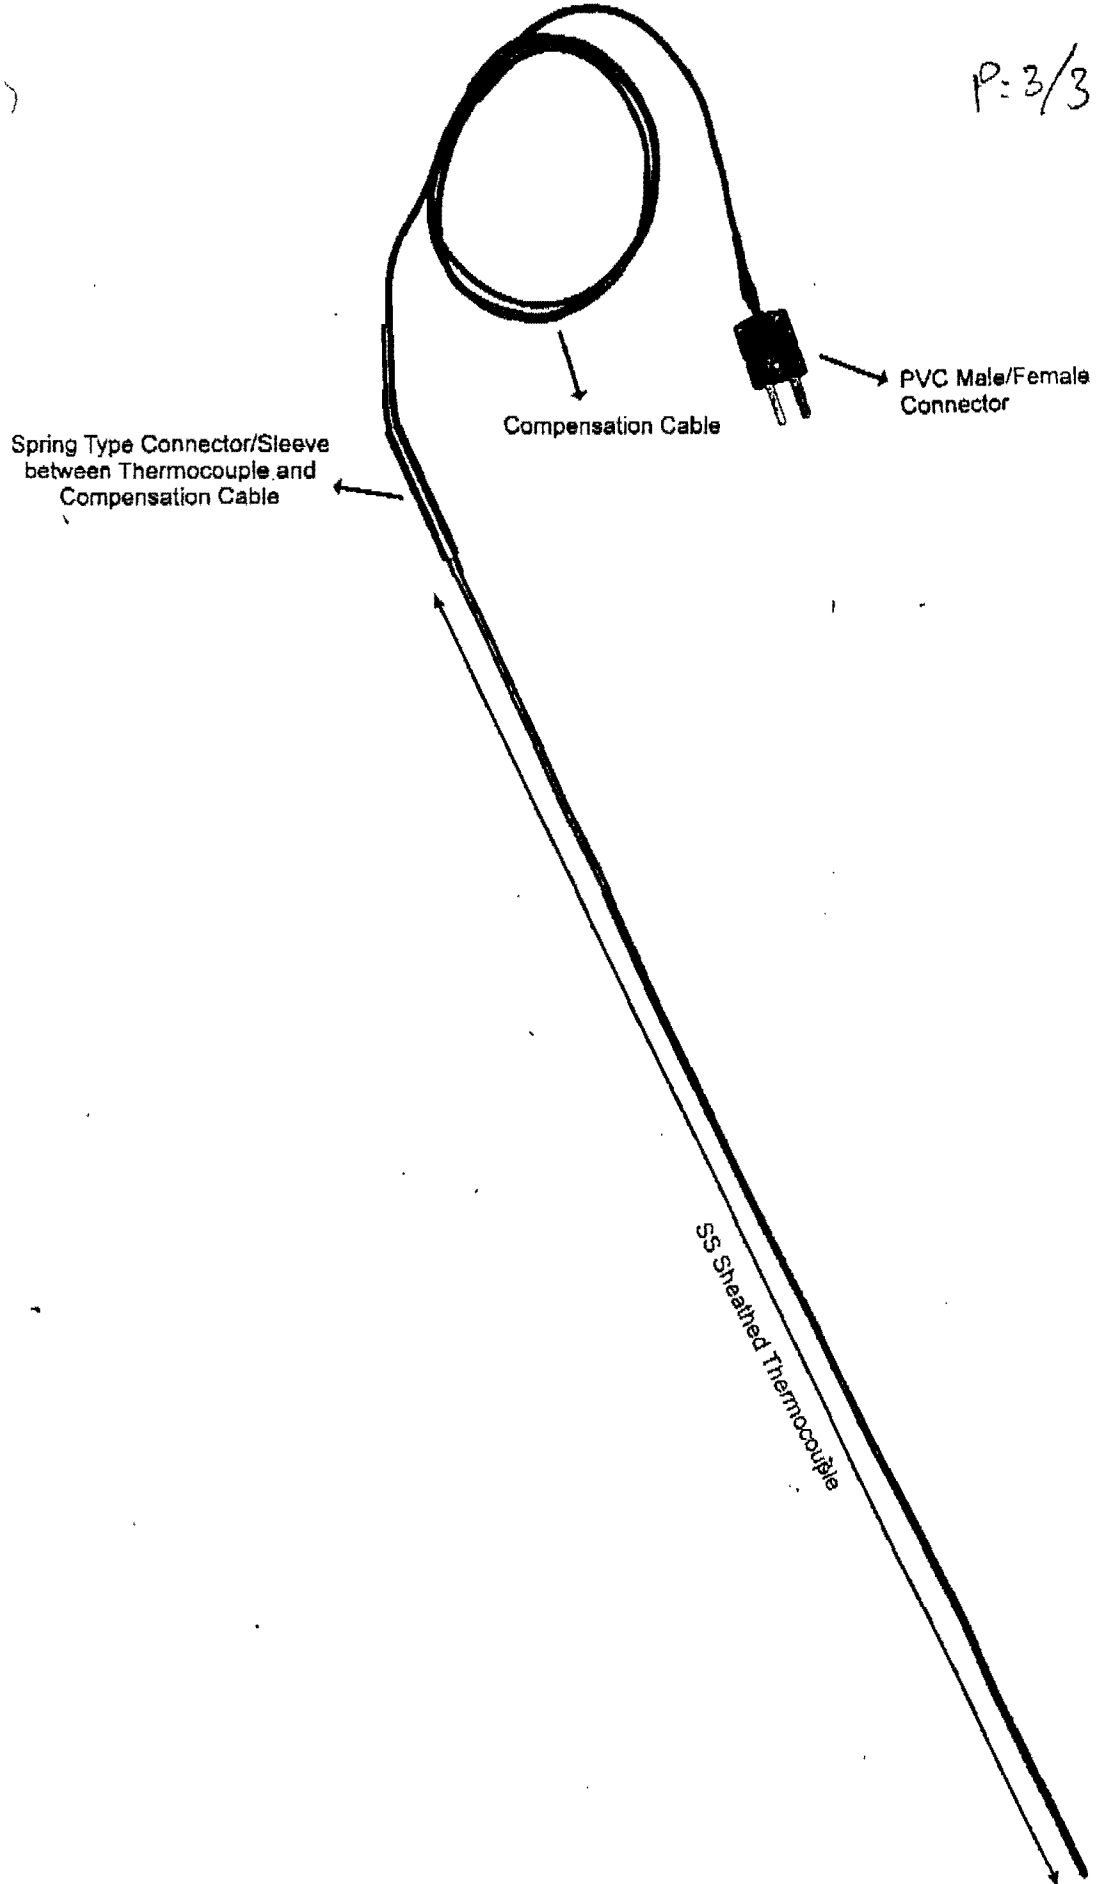 P: 3/3
PVC Male/Female
Connector
Compensation Cable
Spring Type Connector/Sleeve
between Thermocouple and
Compensation Cable
SS Sheathed Thermocouple